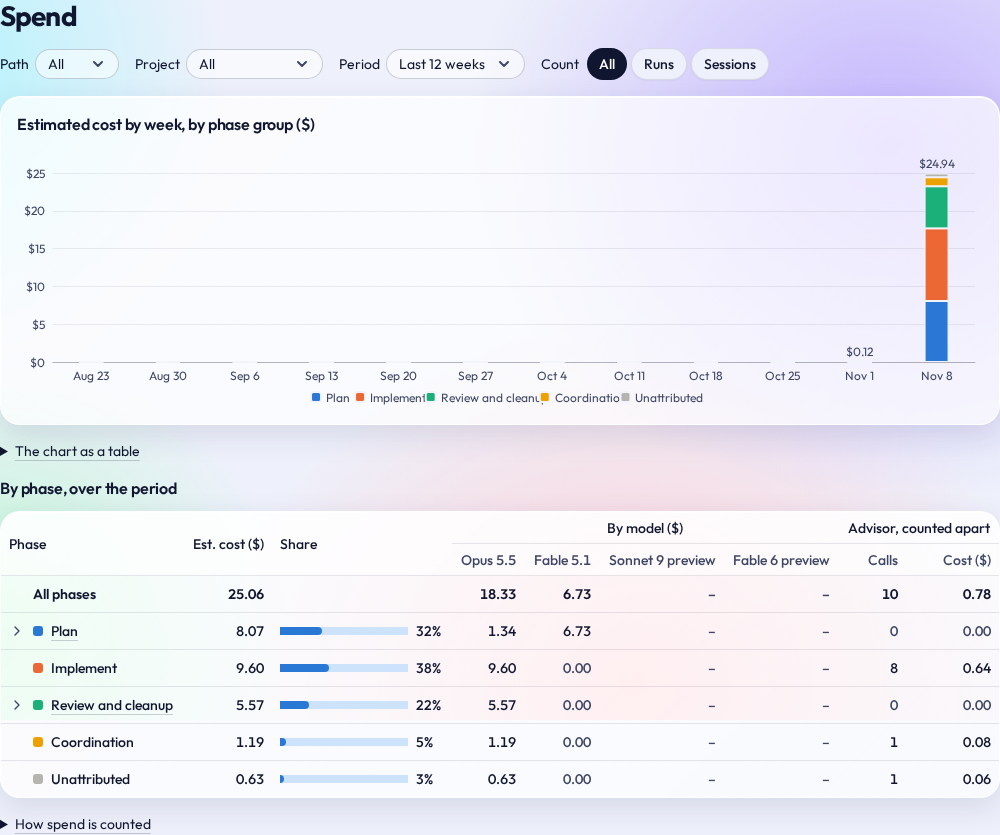 Spend
Path All Project All Period Last 12 weeks Count All Runs Sessions
Estimated cost by week, by phase group ($)
$24.94
$25
$20
$15
$10
$5
$0.12
$0
Aug 23 Aug 30 Sep 6 Sep 13 Sep 20 Sep 27 Oct 4 Oct 11 Oct 18 Oct 25 Nov 1 Nov 8
Plan Implement Review and cleanu Coordinatio Unattributed
The chart as a table
By phase, over the period
By model ($) Advisor, counted apart
Phase Est. cost ($) Share
Opus 5.5 Fable 5.1 Sonnet 9 preview Fable 6 preview Calls Cost ($)
All phases 25.06 18.33 6.73 – – 10 0.78
Plan 8.07 32% 1.34 6.73 – – 0 0.00
Implement 9.60 38% 9.60 0.00 – – 8 0.64
Review and cleanup 5.57 22% 5.57 0.00 – – 0 0.00
Coordination 1.19 5% 1.19 0.00 – – 1 0.08
Unattributed 0.63 3% 0.63 0.00 – – 1 0.06
How spend is counted